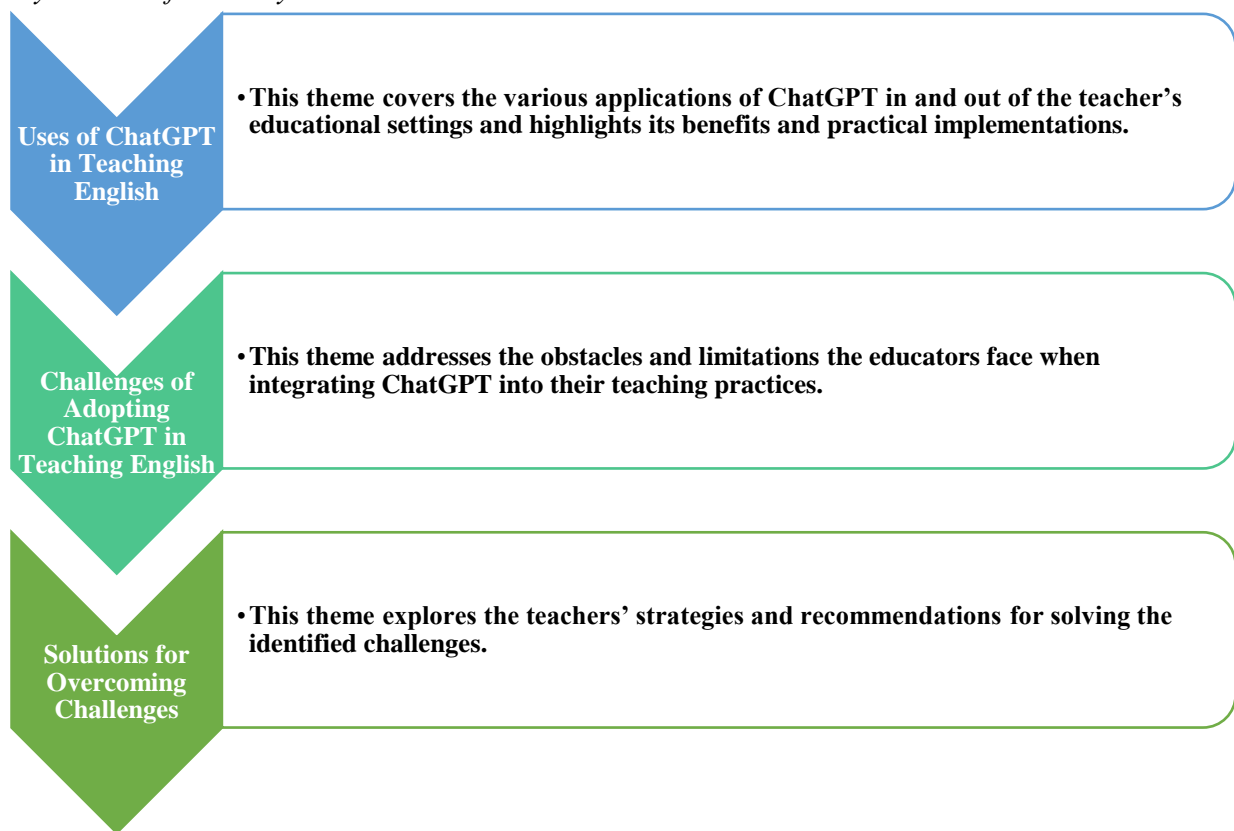 Uses of ChatGPT
in Teaching
English
•This theme covers the various applications of ChatGPT in and out of the teacher’s
educational settings and highlights its benefits and practical implementations.
Challenges of
Adopting
ChatGPT in
Teaching English
•This theme addresses the obstacles and limitations the educators face when
integrating ChatGPT into their teaching practices.
Solutions for
Overcoming
Challenges
•This theme explores the teachers’ strategies and recommendations for solving the
identified challenges.